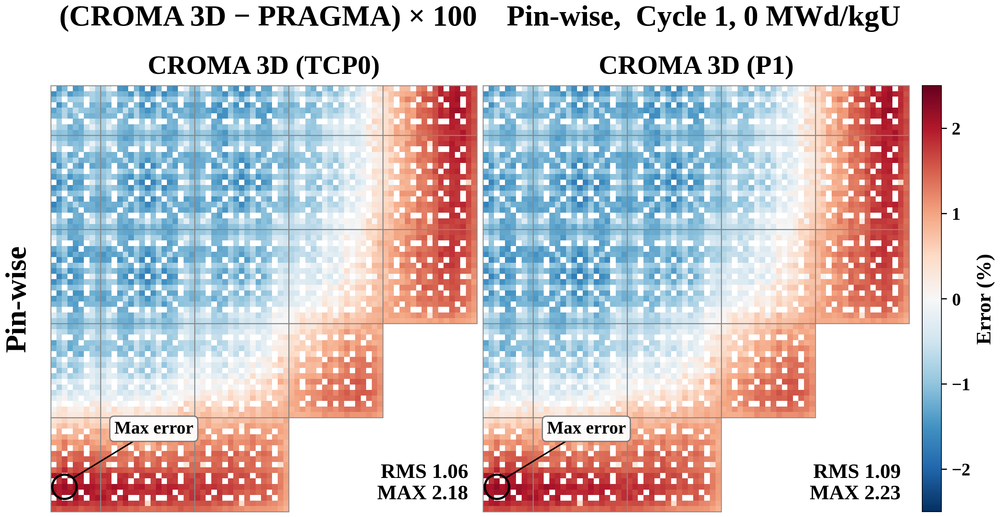 (CROMA 3D − PRAGMA) × 100 Pin-wise, Cycle 1, 0 MWd/kgU
CROMA 3D (TCP0)
CROMA 3D (P1)
Pin-wise
Max error
RMS 1.06
MAX 2.18
Max error
RMS 1.09
MAX 2.23
2
1
0
−1
−2
Error (%)